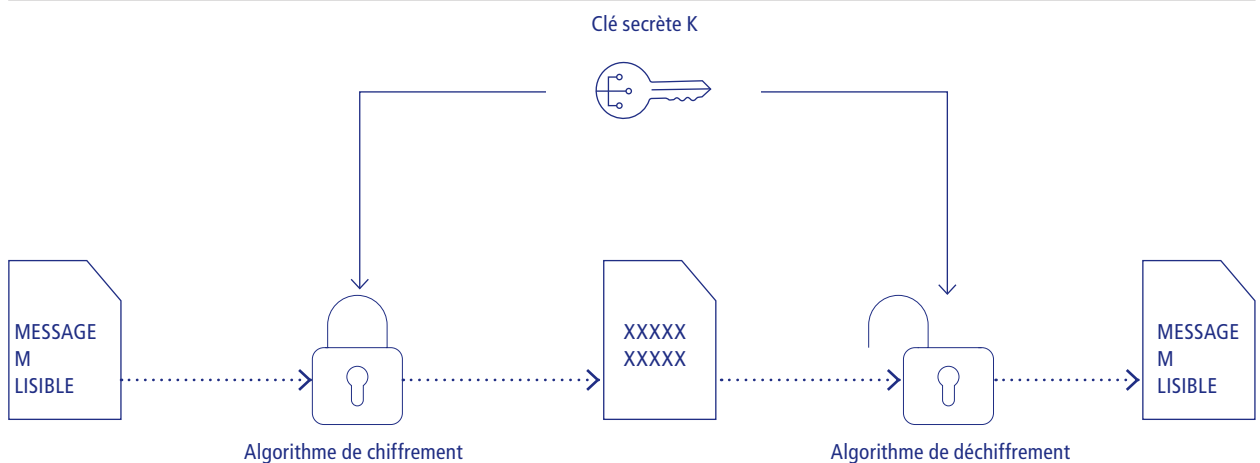 Clé secrète K
MESSAGE
M
LISIBLE
XXXXX
XXXXX
MESSAGE
M
LISIBLE
Algorithme de chiffrement
Algorithme de déchiffrement